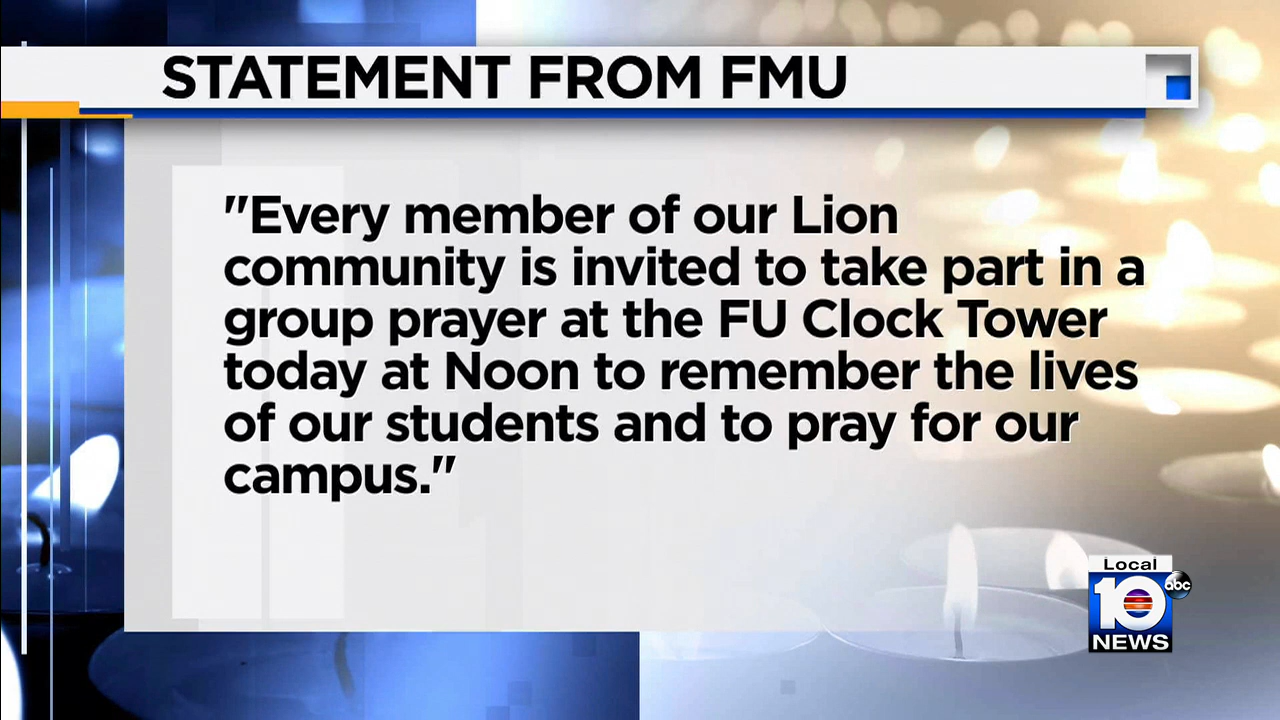 STATEMENT FROM FMU
"Every member of our Lion
community is invited to take part in a
group prayer at the FU Clock Tower
today at Noon to remember the lives
of our students and to pray for our
campus."
Local
10
abc
NEWS